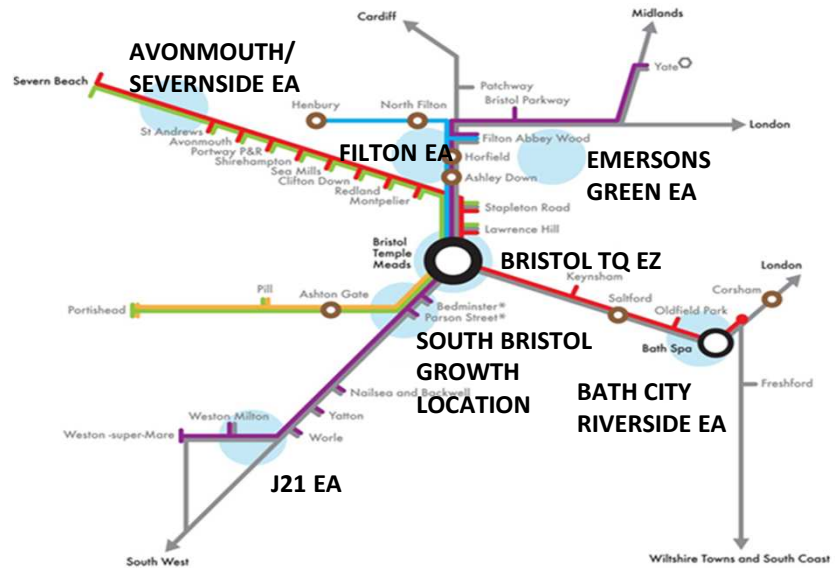 Cardiff
Midlands
AVONMOUTH/
SEVERNSIDE EA
Severn Beach
Yate
Patchway
Bristol Parkway
Henbury
North Filton
London
St Andrews
Avonmouth
Portway P&R
Shirehampton
Sea Mills
Clifton Down
Redland
Montpelier
Filton Abbey Wood
FILTON EA
Horfield
Ashley Down
EMERSONS
GREEN EA
Stapleton Road
Lawrence Hill
Bristol
Temple
Meads
BRISTOL TQ EZ
Keynsham
London
Corsham
Saltford
Oldfield Park
Bath Spa
Pill
Ashton Gate
Portishead
Bedminster*
Parson Street*
SOUTH BRISTOL
GROWTH
LOCATION
BATH CITY
RIVERSIDE EA
Freshford
Nailsea and Backwell
Weston Milton
Yatton
Weston -super-Mare
Worle
J21 EA
South West
Wiltshire Towns and South Coast